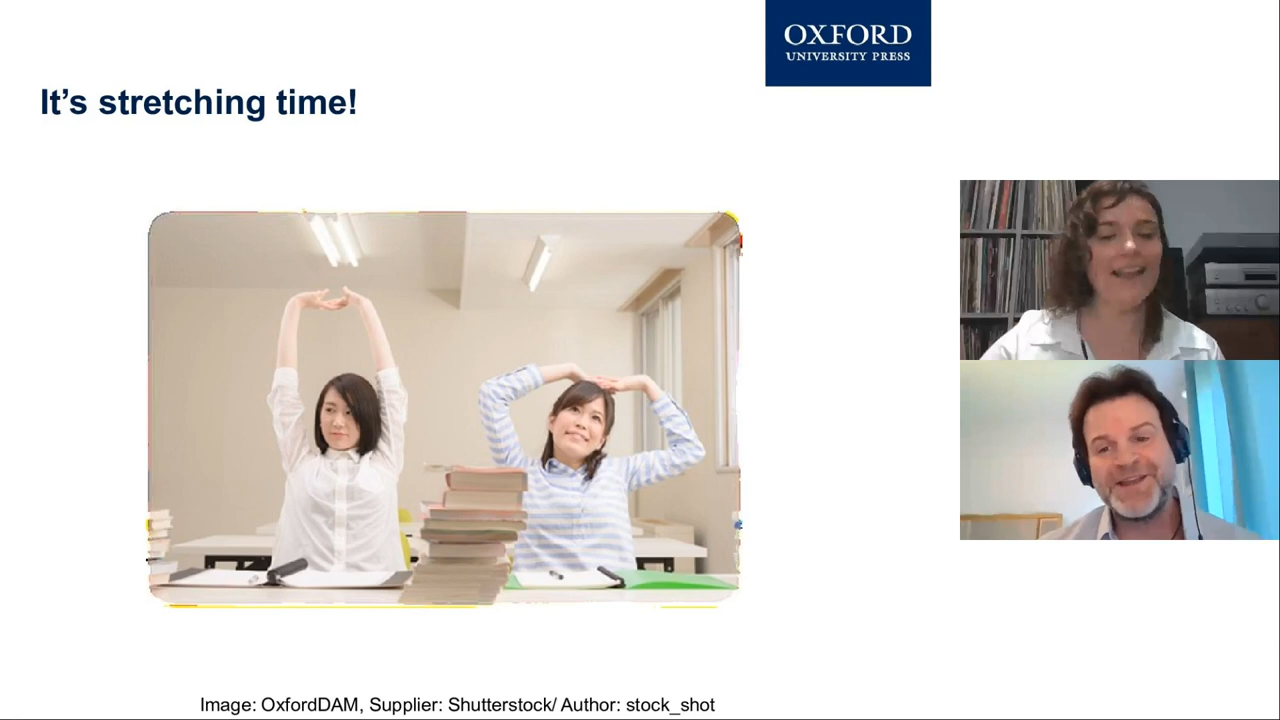 OXFORD
UNIVERSITY PRESS
It’s stretching time!
Image: OxfordDAM, Supplier: Shutterstock/ Author: stock_shot